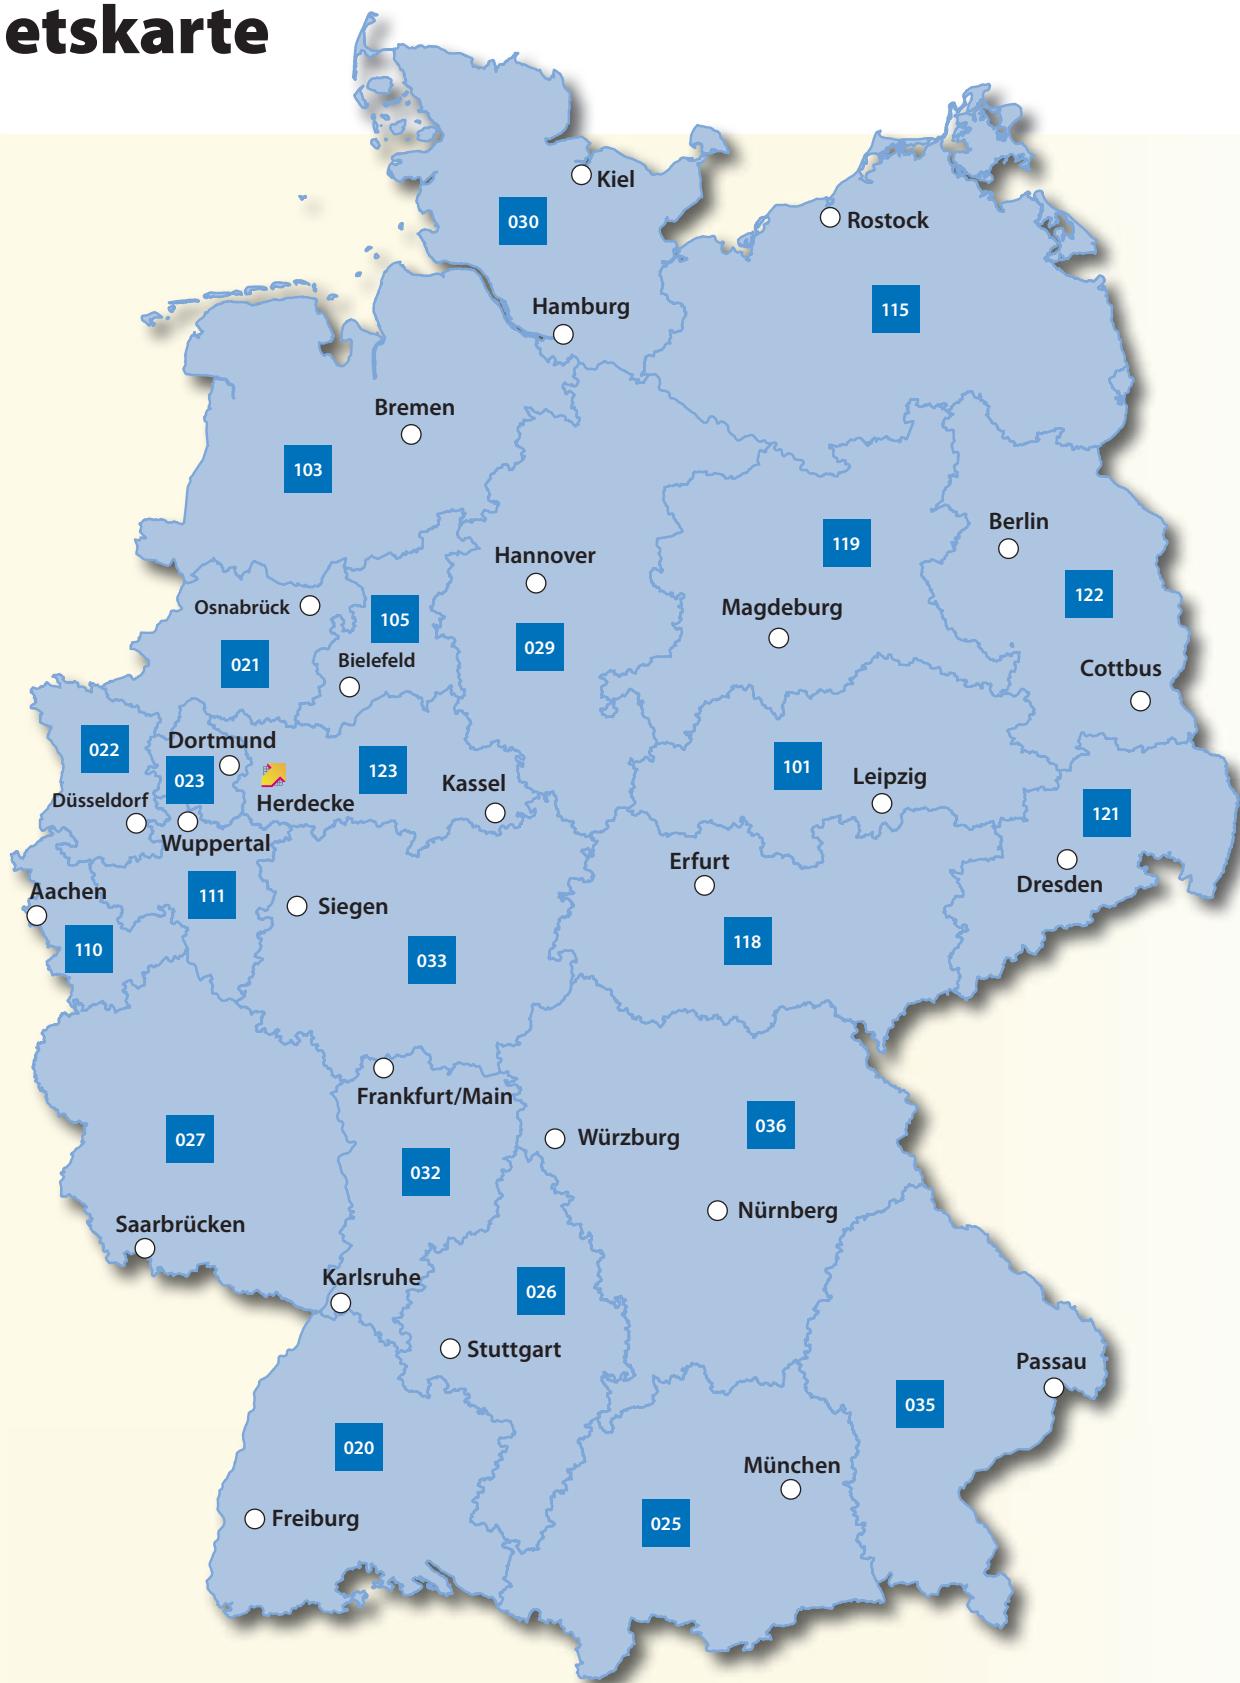 etskarte
Kiel
030
Rostock
Hamburg
115
Bremen
103
Berlin
119
Hannover
122
Osnabrück
105
Magdeburg
029
021
Bielefeld
Cottbus
022
Dortmund
023
123
101
Kassel
Leipzig
Düsseldorf
Herdecke
121
Wuppertal
Erfurt
Aachen
111
Dresden
Siegen
110
118
033
Frankfurt/Main
036
027
Würzburg
032
Nürnberg
Saarbrücken
Karlsruhe
026
Stuttgart
Passau
035
020
München
Freiburg
025